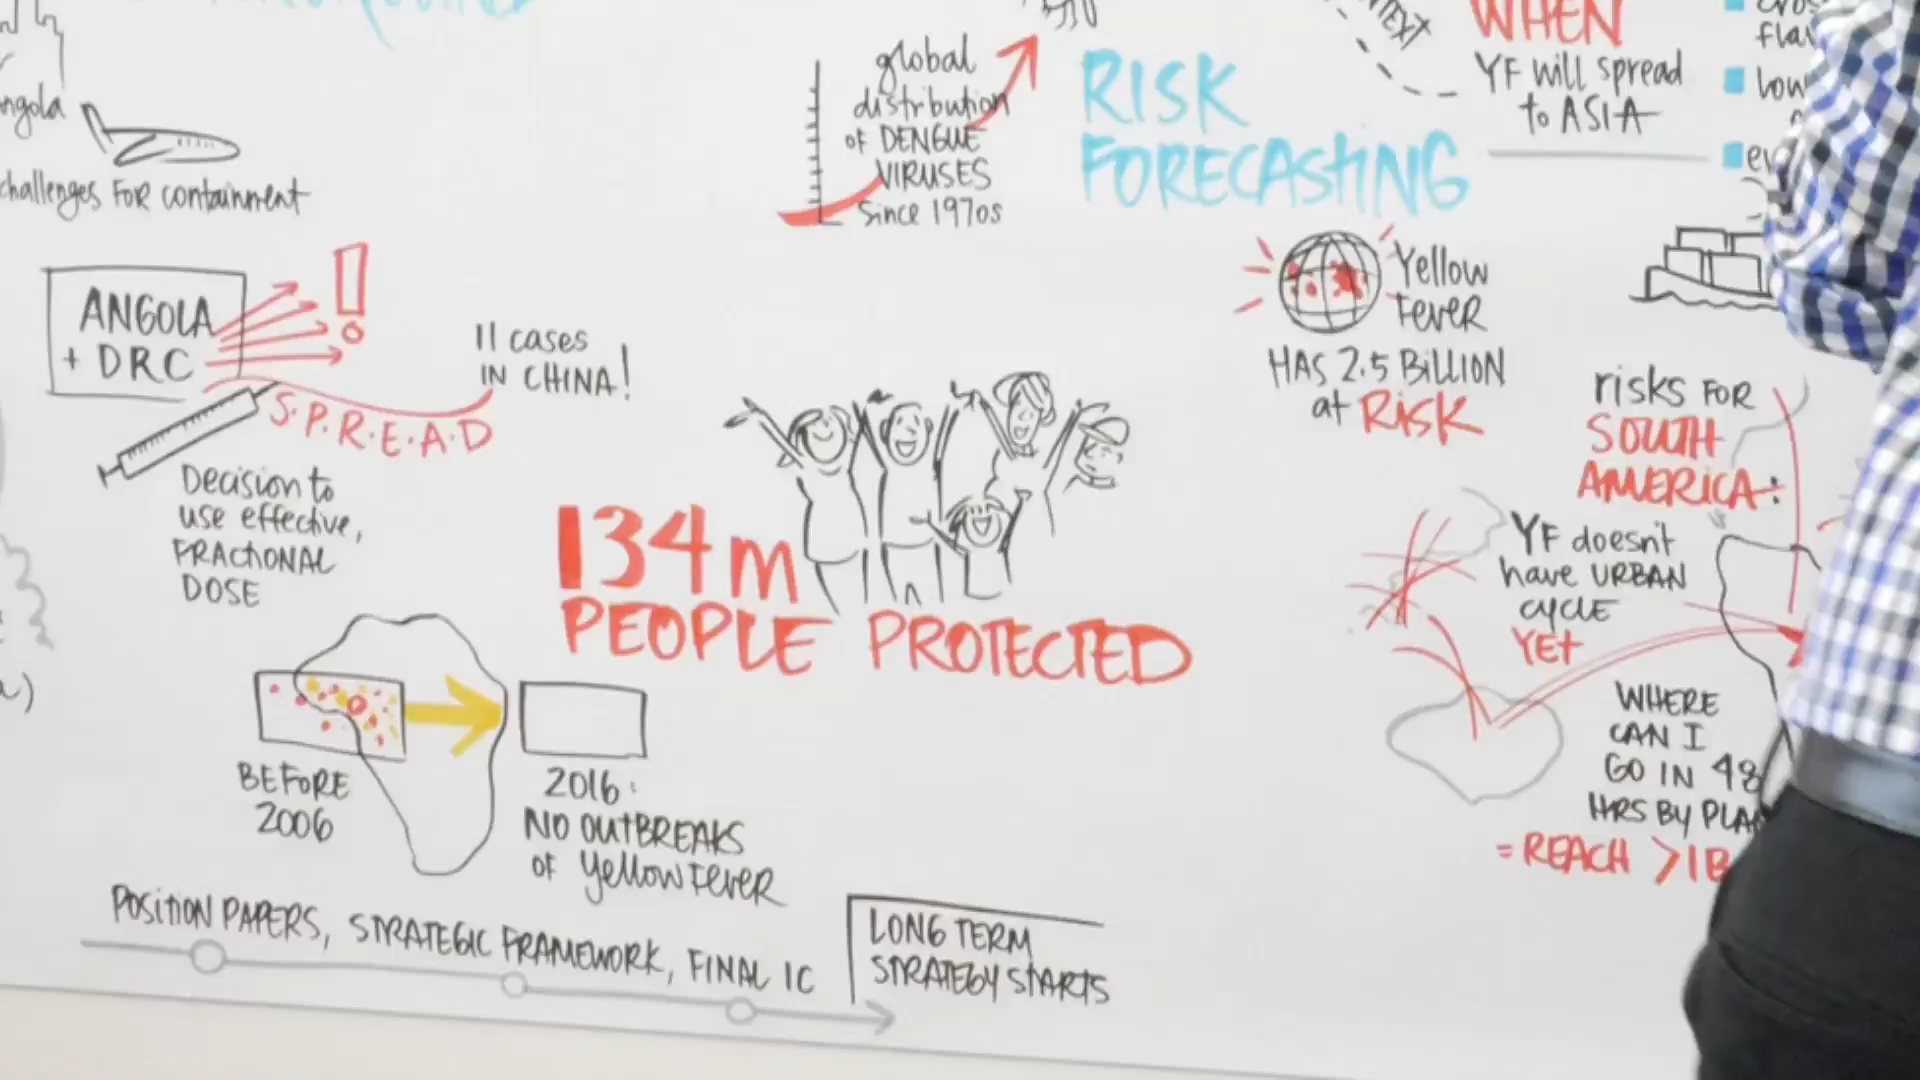 challenges FOR containment
ANGOLA
+ DRC
S.P.R.E.A.D
11 cases
IN CHINA!
Decision to
use effective,
FRActioNAL
DOSE
BEFORE
2006
2016:
NO OUtBREAKS
of Yellow Fever
POSITION PAPERS, STRATEGIC FRAMEWORK, FINAL IC
LONG TERM
STRATEGY StARTS
134m
PEOPLE PROTECTED
global
distribution
OF DENGUE
VIRUSES
Since 1970s
RISK
FORECAStING
Yellow
Fever
HAS 2.5 BiLLION
at RiSK
WHEN
YF will spread
to ASIA
risks FOR
SOUtH
AMERICA:
YF doesn't
have URBAN
cycle
YEt
WHERE
CAN I
GO IN 48
HRS BY
= REACH >1B